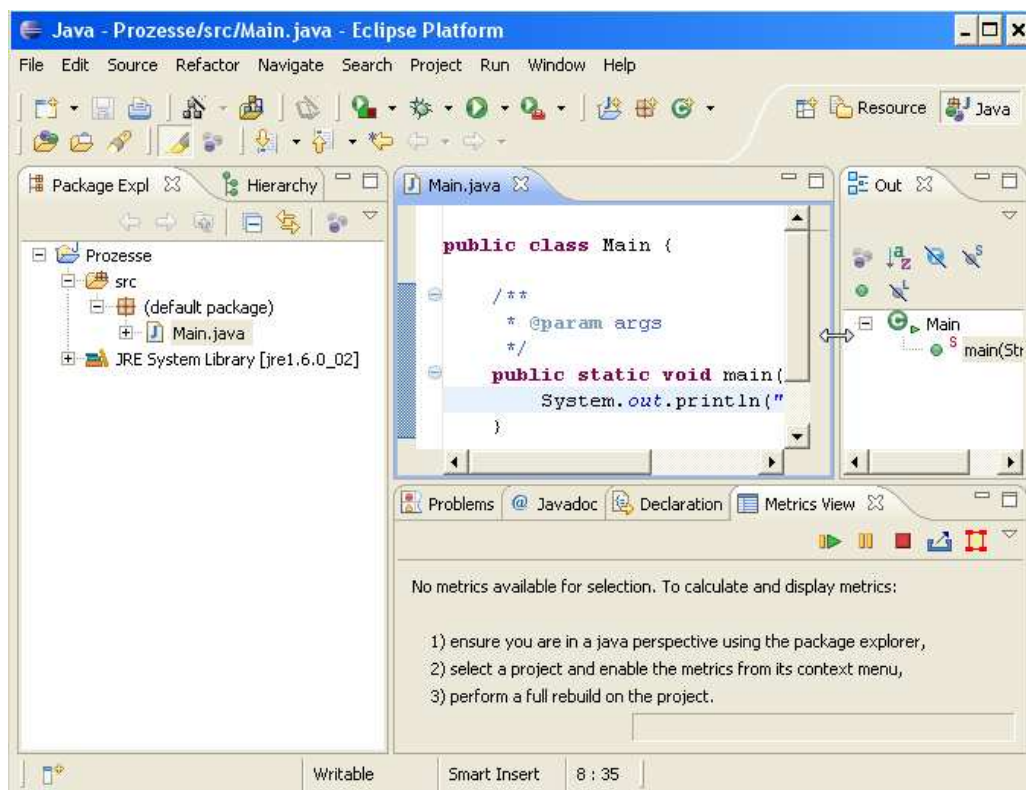 Java - Prozesse/src/Main.java - Eclipse Platform
File Edit Source Refactor Navigate Search Project Run Window Help
Resource Java
Package Expl Hierarchy
Prozesse
src
(default package)
Main.java
JRE System Library [jre1.6.0_02]
Main.java
public class Main {
/**
* @param args
*/
public static void main(
System.out.println("
}
Out
Main
main(Str
Problems @ Javadoc Declaration Metrics View
No metrics available for selection. To calculate and display metrics:
1) ensure you are in a java perspective using the package explorer,
2) select a project and enable the metrics from its context menu,
3) perform a full rebuild on the project.
Writable Smart Insert 8 : 35